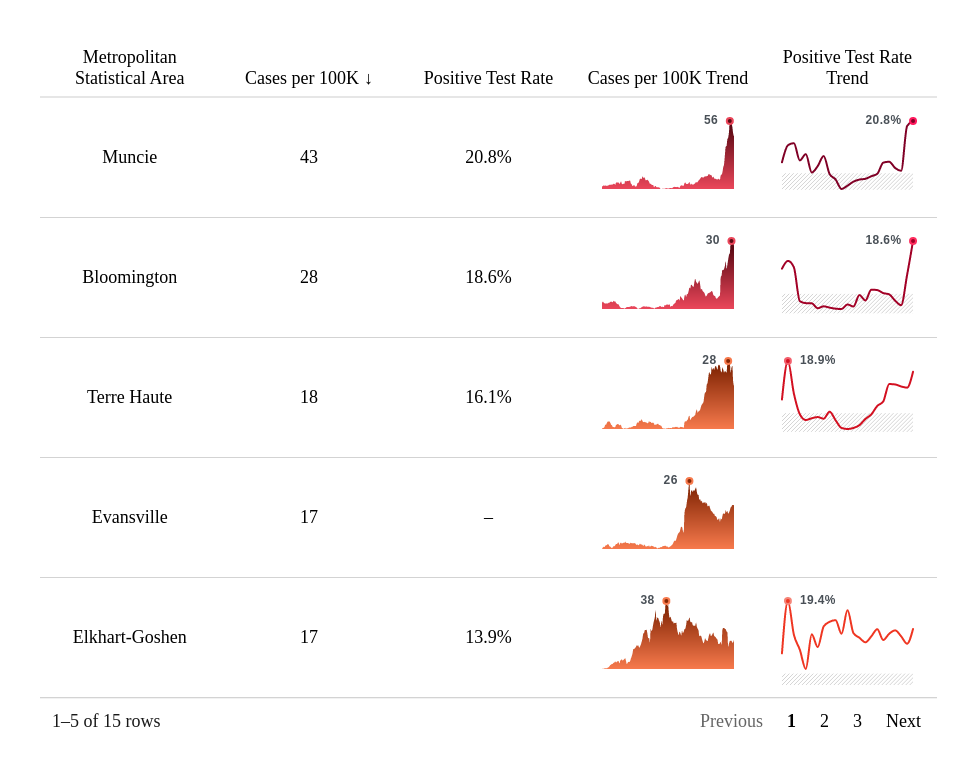 Metropolitan
Statistical Area
Cases per 100K ↓
Positive Test Rate
Cases per 100K Trend
Positive Test Rate
Trend
Muncie
43
20.8%
56
20.8%
Bloomington
28
18.6%
30
18.6%
Terre Haute
18
16.1%
28
18.9%
Evansville
17
–
26
Elkhart-Goshen
17
13.9%
38
19.4%
1–5 of 15 rows
Previous 1 2 3 Next